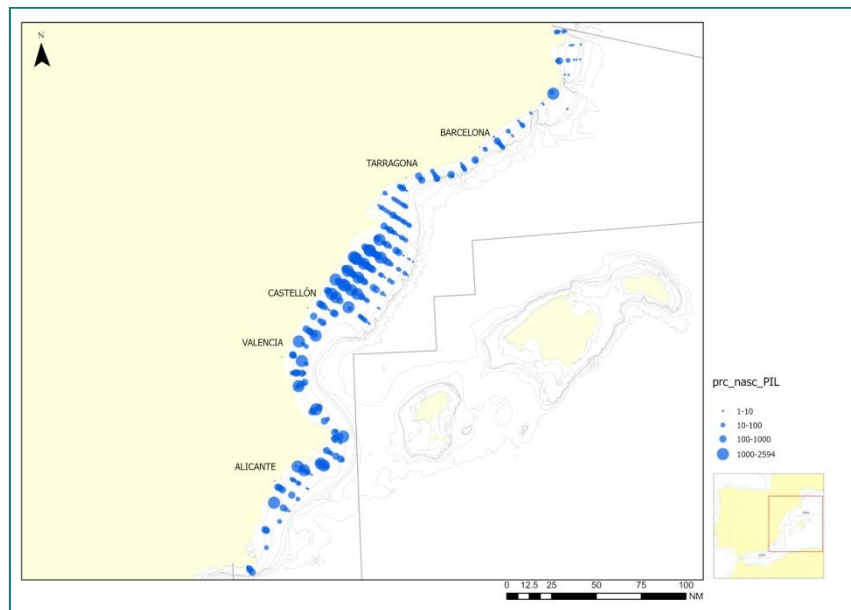 BARCELONA
TARRAGONA
CASTELLÓN
VALENCIA
ALICANTE
prc_nasc_PIL
1-10
10-100
100-1000
1000-2594
0 12.5 25 50 75 100
NM